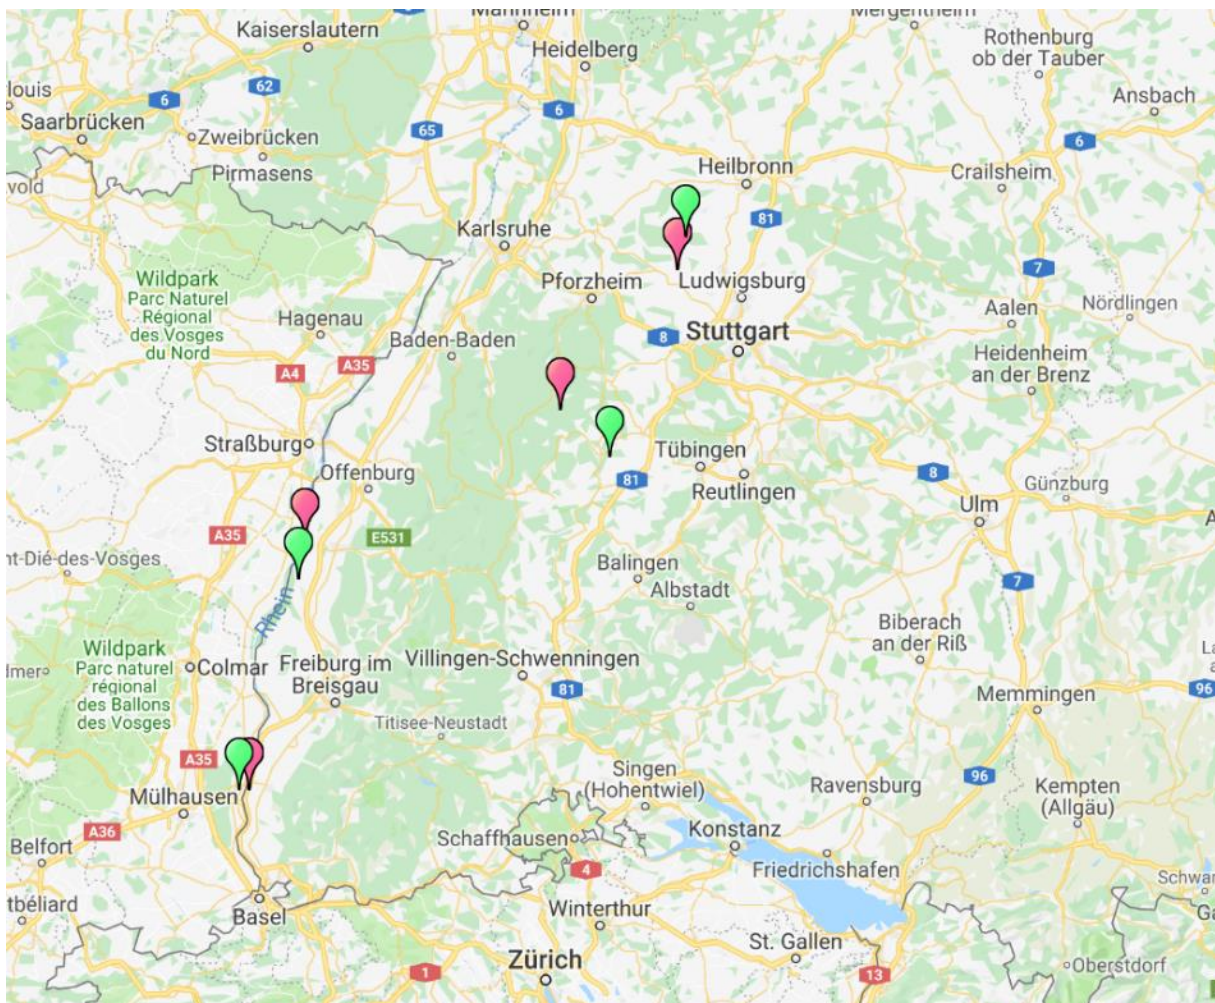 Mannheim
Mergentheim
Kaiserslautern
Rothenburg
ob der Tauber
Heidelberg
62
6
6
Ansbach
louis
Saarbrücken
65
Zweibrücken
6
Pirmasens
Heilbronn
Crailsheim
81
Karlsruhe
7
Wildpark
Parc Naturel
Régional
des Vosges
du Nord
Pforzheim
Ludwigsburg
Aalen
Nördlingen
Hagenau
Baden-Baden
8
Stuttgart
Heidenheim
an der Brenz
A35
A4
Straßburg
Tübingen
Offenburg
81
Reutlingen
8
Günzburg
Ulm
A35
E531
nt-Dié-des-Vosges
Balingen
Albstadt
7
Rhein
Biberach
an der Riß
Wildpark
Parc naturel
régional
des Ballons
des Vosges
Colmar
Freiburg im
Breisgau
Villingen-Schwenningen
81
96
Memmingen
Titisee-Neustadt
A35
Singen
(Hohentwiel)
Ravensburg
96
Kempten
(Allgäu)
Mülhausen
A36
Schaffhausen
Konstanz
Belfort
4
Friedrichshafen
tbéliard
Basel
Winterthur
St. Gallen
Zürich
1
13
Oberstdorf